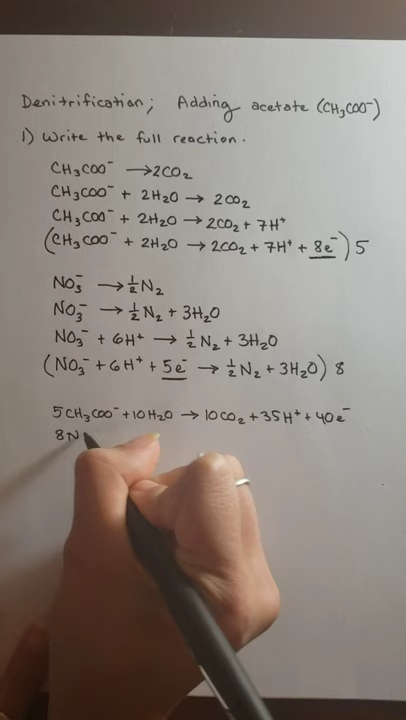 Denitrification; Adding acetate (CH₃COO⁻)
1) Write the full reaction.
CH₃COO⁻ → 2CO₂
CH₃COO⁻ + 2H₂O → 2CO₂
CH₃COO⁻ + 2H₂O → 2CO₂ + 7H⁺
(CH₃COO⁻ + 2H₂O → 2CO₂ + 7H⁺ + 8e⁻) 5
NO₃⁻ → ½N₂
NO₃⁻ → ½N₂ + 3H₂O
NO₃⁻ + 6H⁺ → ½N₂ + 3H₂O
(NO₃⁻ + 6H⁺ + 5e⁻ → ½N₂ + 3H₂O) 8
5CH₃COO⁻ + 10H₂O → 10CO₂ + 35H⁺ + 40e⁻
8N